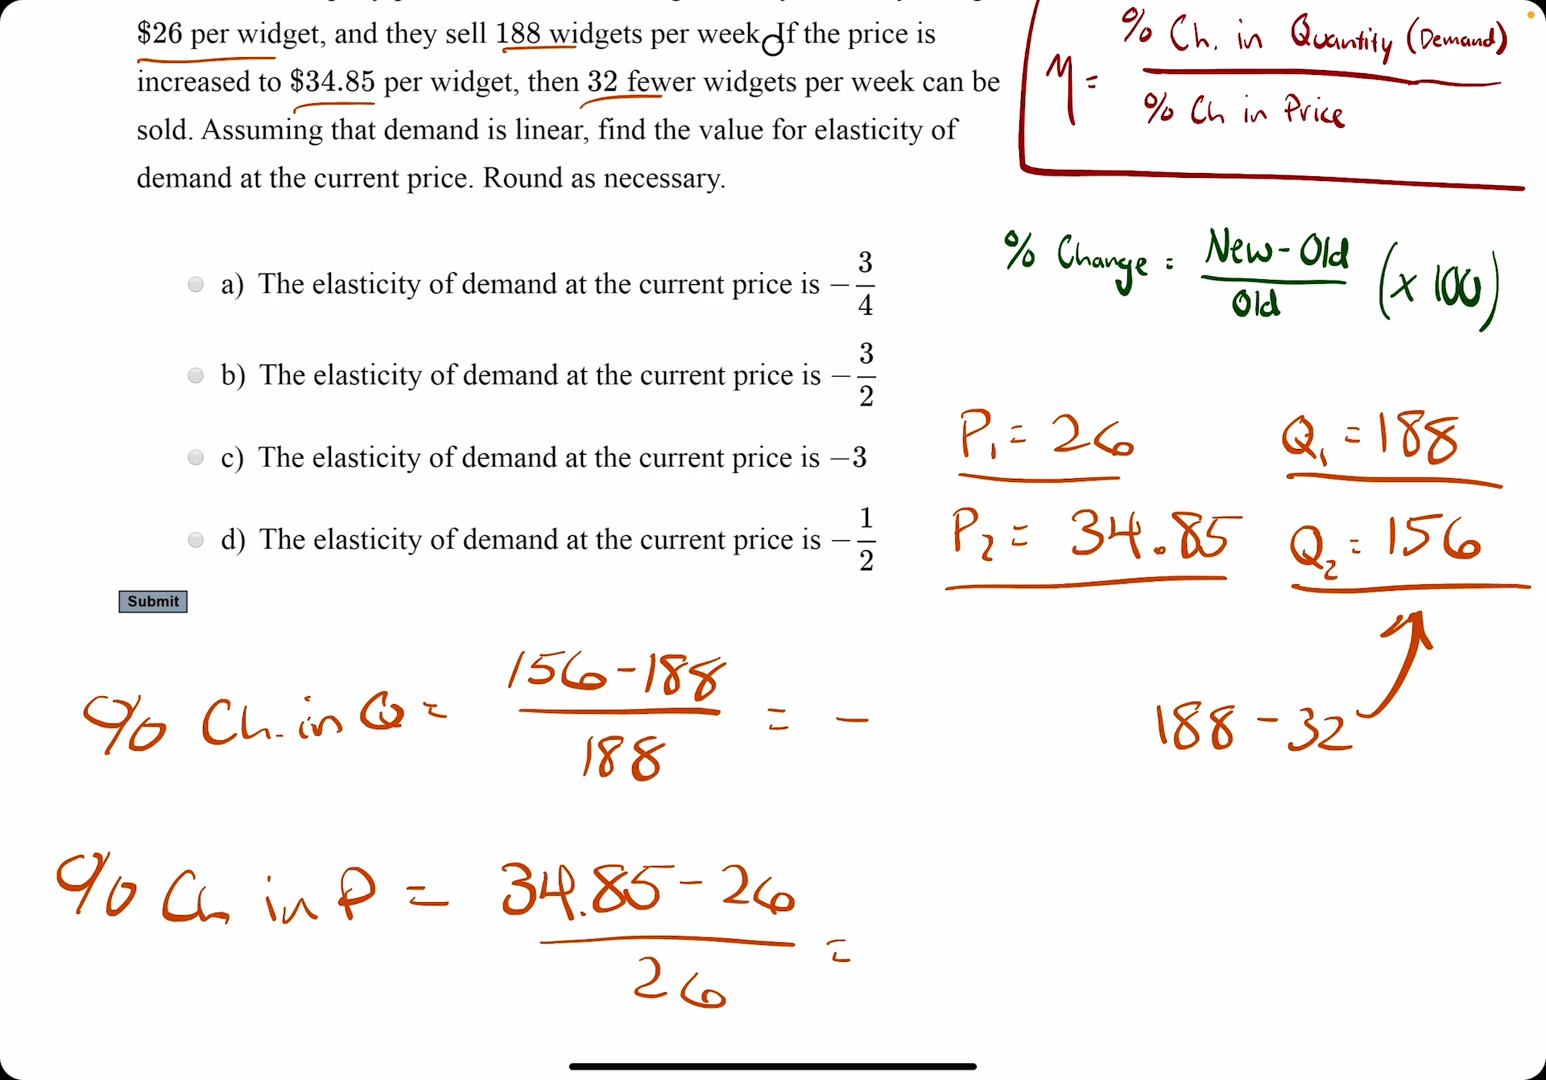 $26 per widget, and they sell 188 widgets per week. If the price is
increased to $34.85 per widget, then 32 fewer widgets per week can be
sold. Assuming that demand is linear, find the value for elasticity of
demand at the current price. Round as necessary.
a) The elasticity of demand at the current price is −3/4
b) The elasticity of demand at the current price is −3/2
c) The elasticity of demand at the current price is −3
d) The elasticity of demand at the current price is −1/2
Submit
η = % Ch. in Quantity (Demand) / % Ch in Price
% Change = New - Old / Old (x 100)
P₁ = 26
Q₁ = 188
P₂ = 34.85
Q₂ = 156
188 - 32
% Ch. in Q = 156 - 188 / 188 = -
% Ch in P = 34.85 - 26 / 26 =